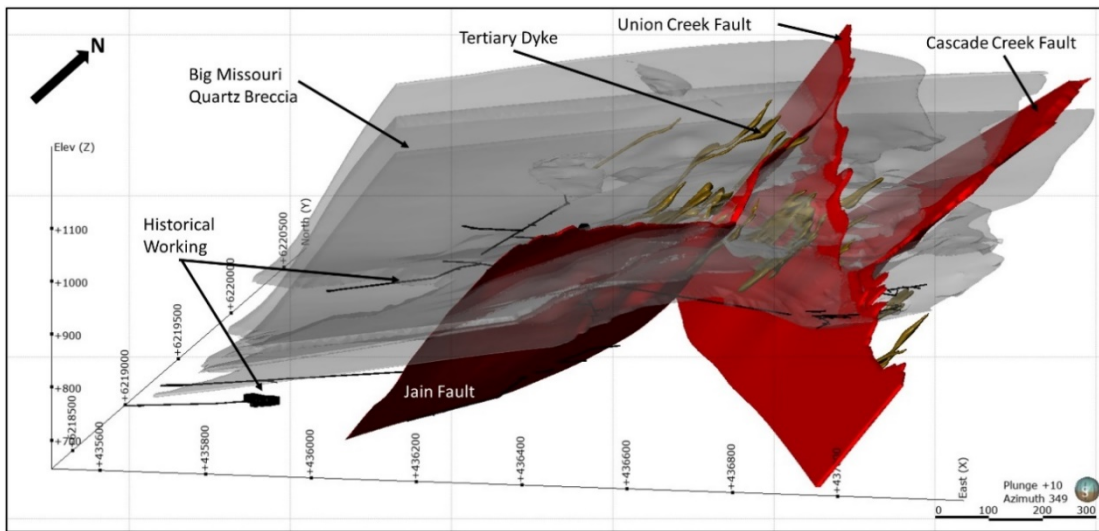 Union Creek Fault
Tertiary Dyke
Cascade Creek Fault
N
Big Missouri
Quartz Breccia
Elev (Z)
Historical
Working
North (Y)
+6220500
+6220000
+6219500
+6219000
+6218500
+1100
+1000
+900
+800
Jain Fault
+435600
+435800
+436000
+436200
+436400
+436600
+436800
East (X)
Plunge +10
Azimuth 349
0 100 200 300